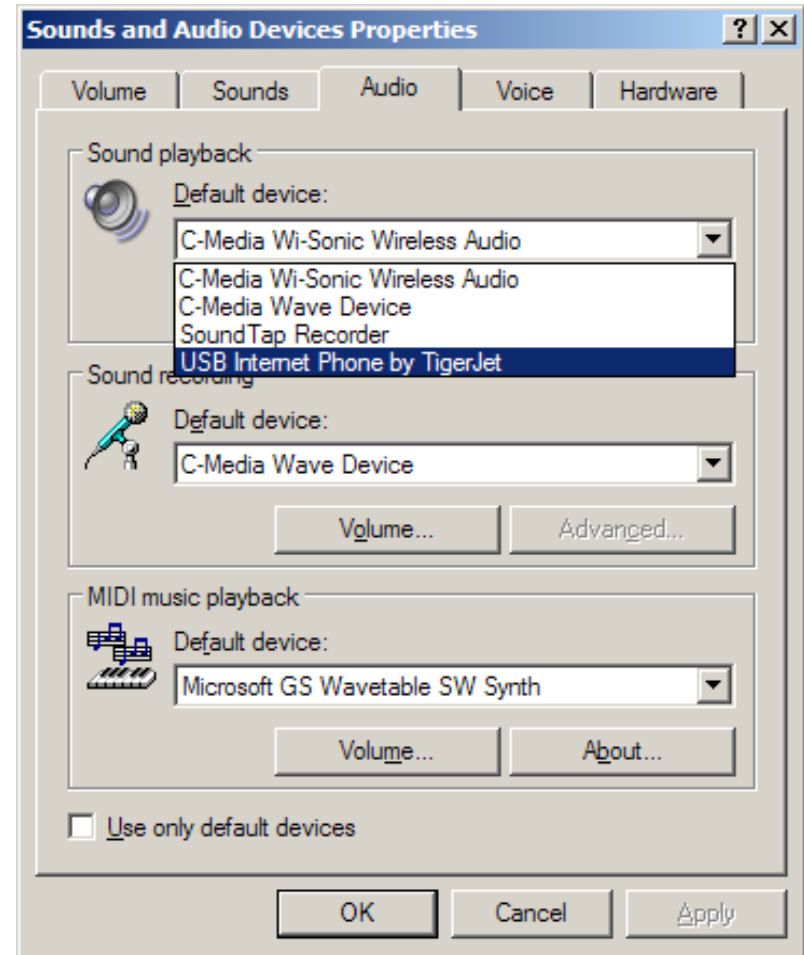 Sounds and Audio Devices Properties
Volume Sounds Audio Voice Hardware
Sound playback
Default device:
C-Media Wi-Sonic Wireless Audio
C-Media Wi-Sonic Wireless Audio
C-Media Wave Device
SoundTap Recorder
USB Internet Phone by TigerJet
Sound recording
Default device:
C-Media Wave Device
Volume... Advanced...
MIDI music playback
Default device:
Microsoft GS Wavetable SW Synth
Volume... About...
Use only default devices
OK Cancel Apply